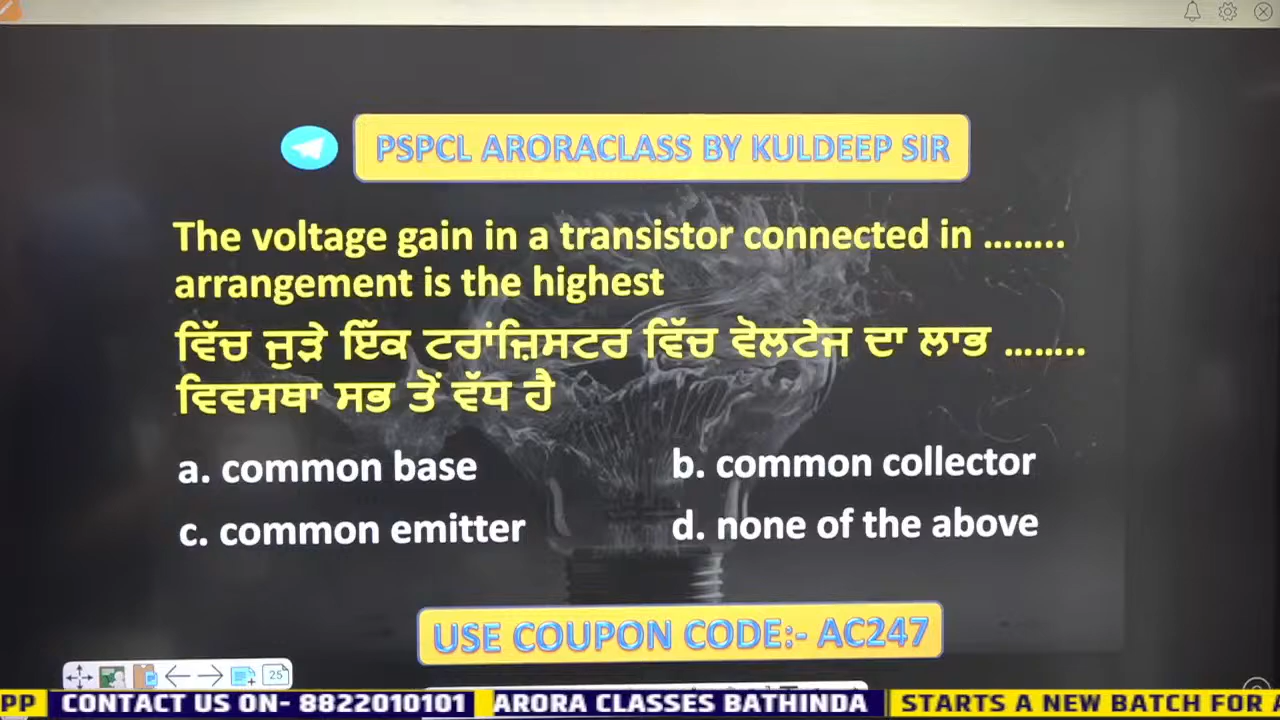 PSPCL ARORACLASS BY KULDEEP SIR
The voltage gain in a transistor connected in ........
arrangement is the highest
ਵਿੱਚ ਜੁੜੇ ਇੱਕ ਟਰਾਂਜ਼ਿਸਟਰ ਵਿੱਚ ਵੋਲਟੇਜ ਦਾ ਲਾਭ ........
ਵਿਵਸਥਾ ਸਭ ਤੋਂ ਵੱਧ ਹੈ
a. common base
b. common collector
c. common emitter
d. none of the above
USE COUPON CODE:- AC247
25
PP CONTACT US ON- 8822010101 ARORA CLASSES BATHINDA STARTS A NEW BATCH FOR